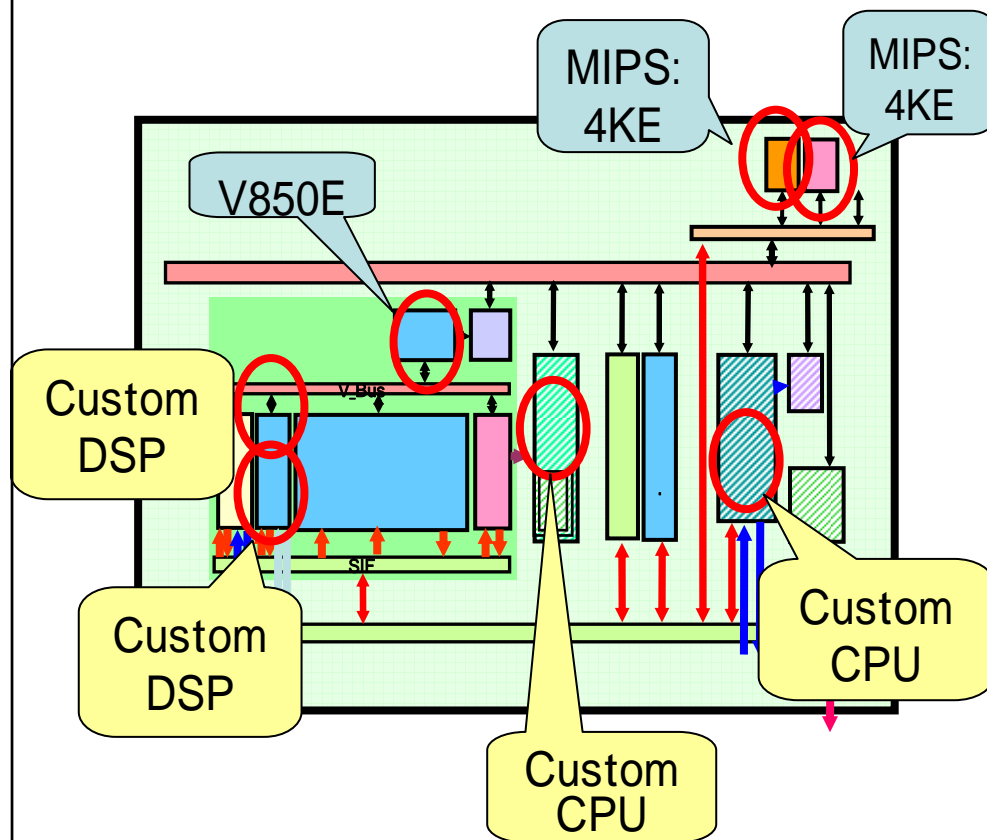 MIPS:
4KE
MIPS:
4KE
V850E
V_Bus
Custom
DSP
SIF
Custom
DSP
Custom
CPU
Custom
CPU